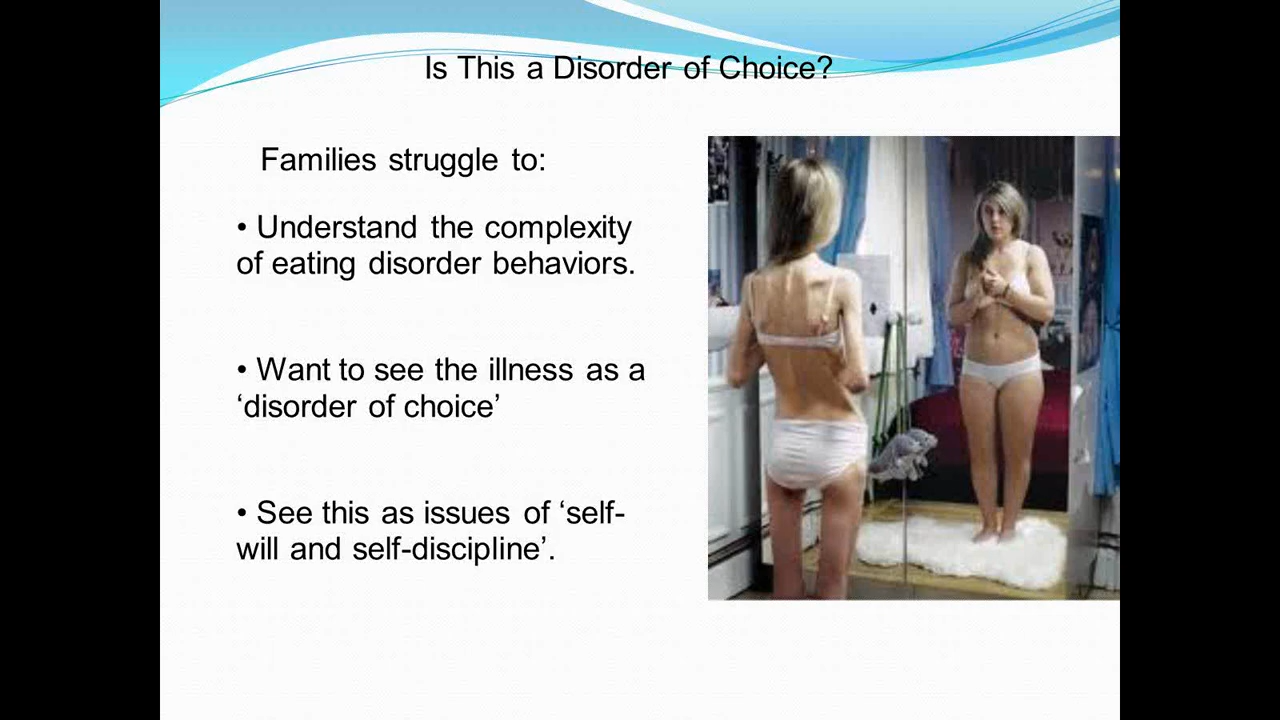 Is This a Disorder of Choice?
Families struggle to:
• Understand the complexity
of eating disorder behaviors.
• Want to see the illness as a
‘disorder of choice’
• See this as issues of ‘self-
will and self-discipline’.